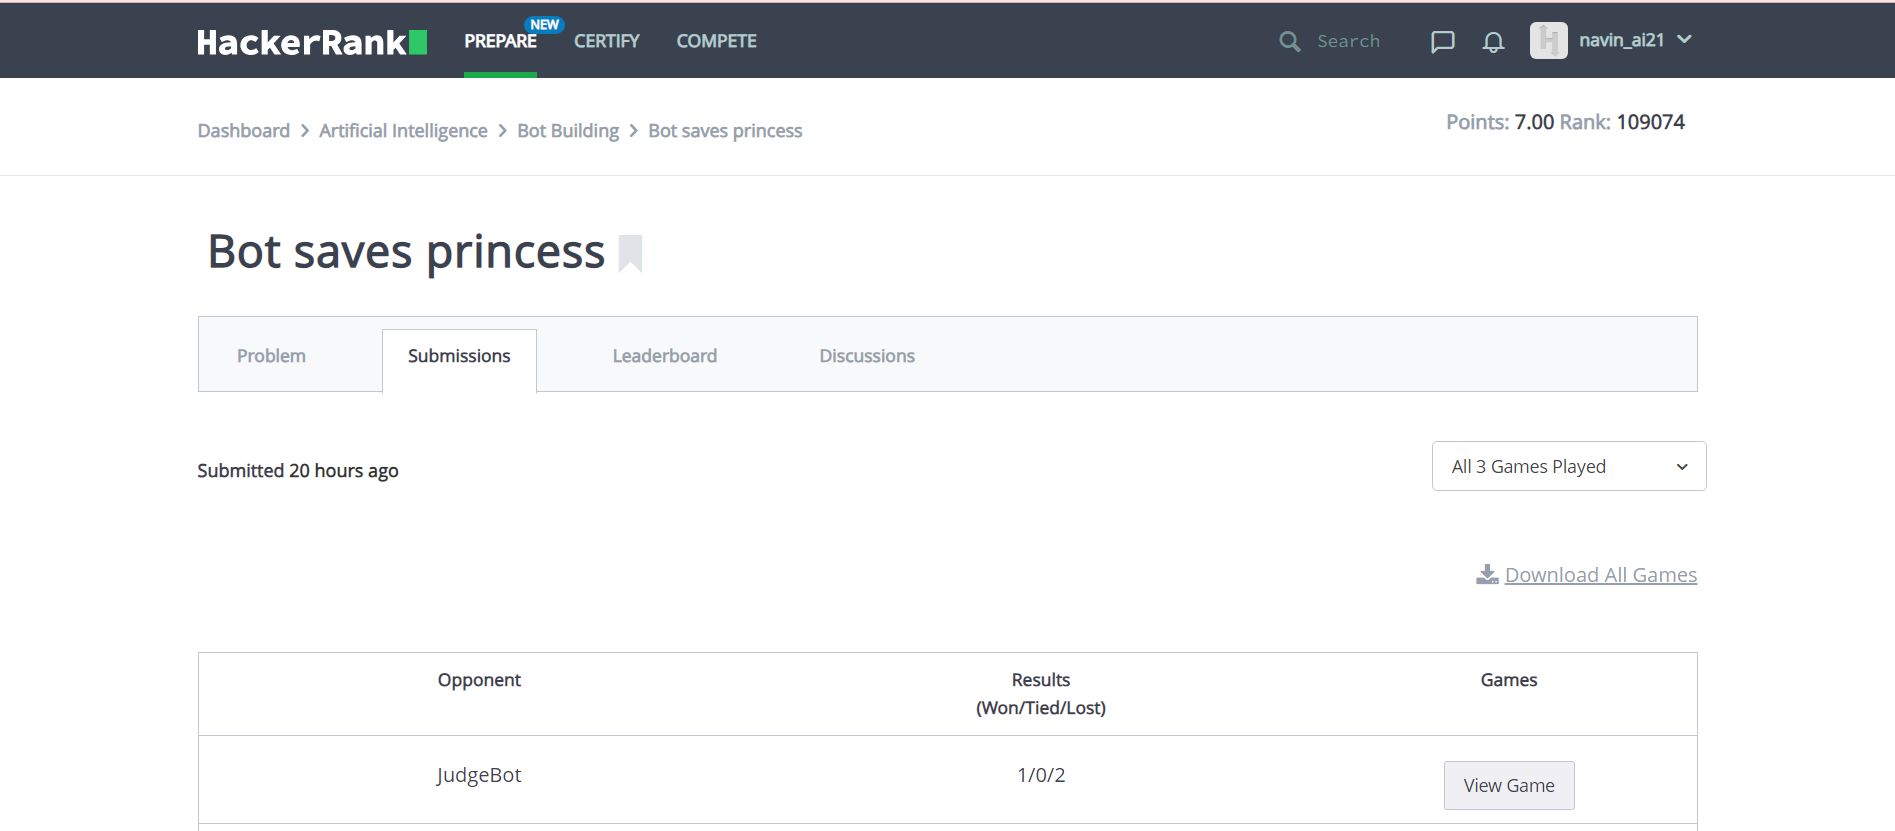 HackerRank PREPARE NEW CERTIFY COMPETE Search navin_ai21
Dashboard > Artificial Intelligence > Bot Building > Bot saves princess
Points: 7.00 Rank: 109074
Bot saves princess
Problem Submissions Leaderboard Discussions
Submitted 20 hours ago
All 3 Games Played
Download All Games
Opponent Results Games
(Won/Tied/Lost)
JudgeBot 1/0/2 View Game